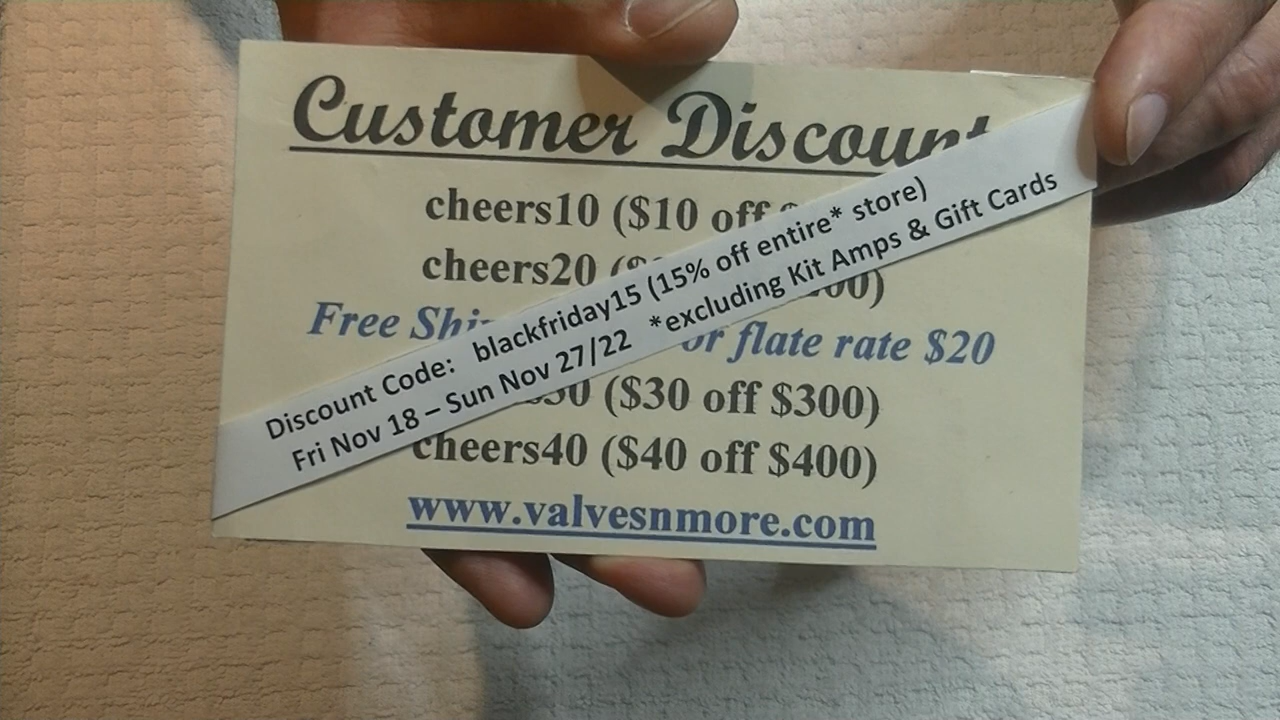 Customer Discount
cheers10 ($10 off
cheers20
Free or flate rate $20
($30 off $300)
cheers40 ($40 off $400)
www.valvesnmore.com
Discount Code: blackfriday15 (15% off entire* store)
Fri Nov 18 – Sun Nov 27/22 *excluding Kit Amps & Gift Cards